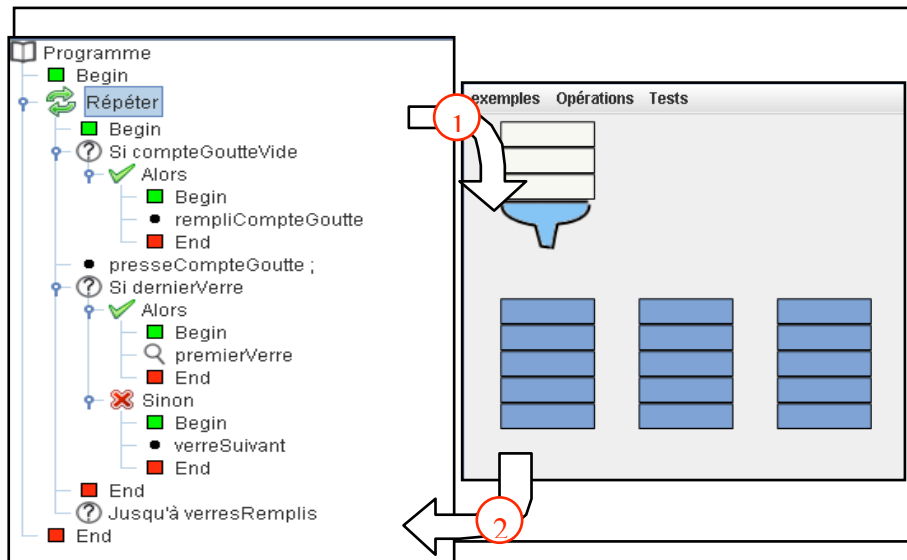 Programme
Begin
Répéter
Begin
Si compteGoutteVide
Alors
Begin
rempliCompteGoutte
End
presseCompteGoutte ;
Si dernierVerre
Alors
Begin
premierVerre
End
Sinon
Begin
verreSuivant
End
End
Jusqu'à verresRemplis
End
exemples Opérations Tests
1
2